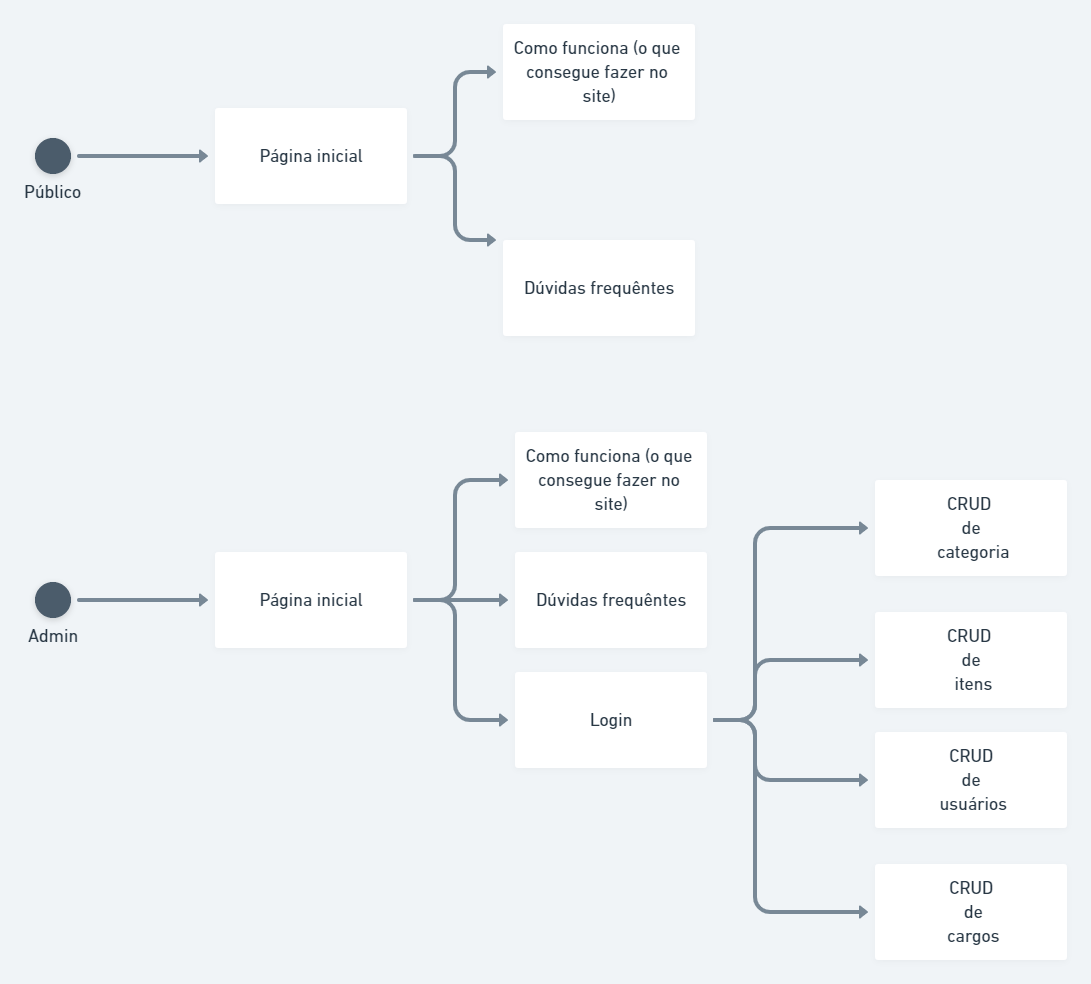 Como funciona (o que
consegue fazer no
site)
Página inicial
Público
Dúvidas frequêntes
Como funciona (o que
consegue fazer no
site)
CRUD
de
categoria
Página inicial
Dúvidas frequêntes
Admin
CRUD
de
itens
Login
CRUD
de
usuários
CRUD
de
cargos